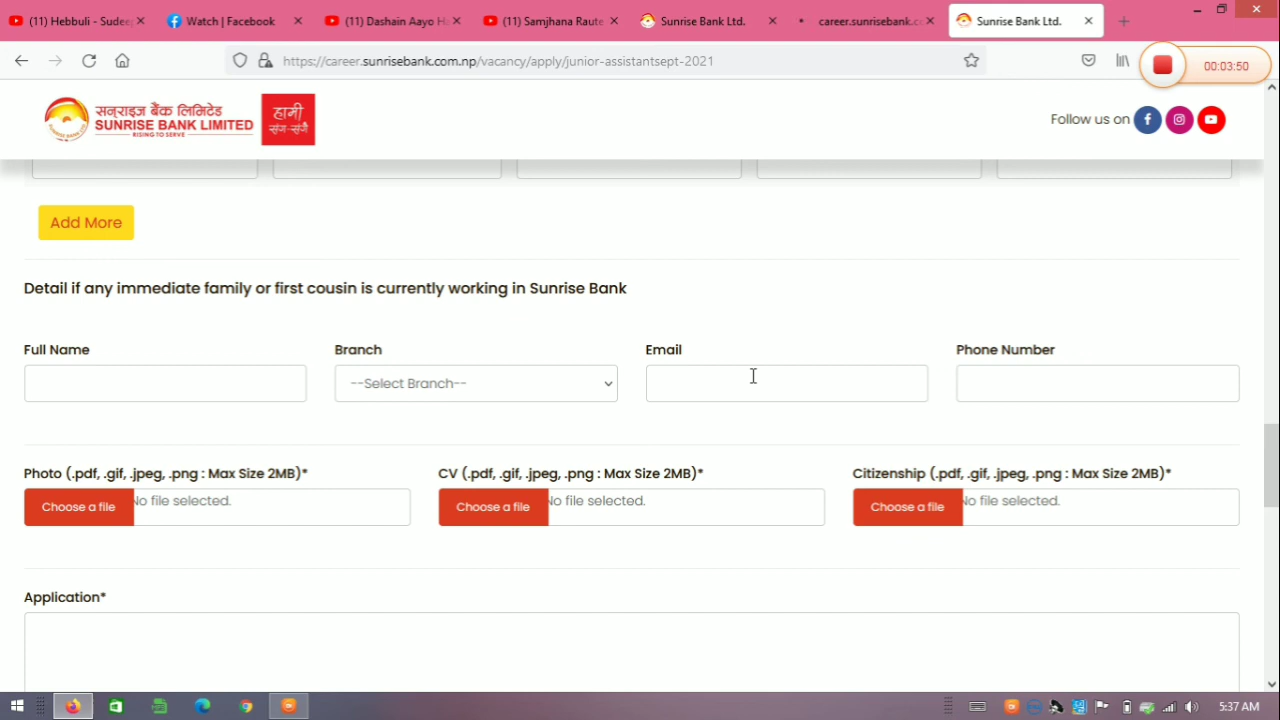 (11) Hebbuli - Sudee
Watch | Facebook
(11) Dashain Aayo H
(11) Samjhana Raute
Sunrise Bank Ltd.
career.sunrisebank.c
Sunrise Bank Ltd.
https://career.sunrisebank.com.np/vacancy/apply/junior-assistantsept-2021
00:03:50
सनराइज बैंक लिमिटेड
SUNRISE BANK LIMITED
RISING TO SERVE
हामी
संग-संगै
Follow us on
Add More
Detail if any immediate family or first cousin is currently working in Sunrise Bank
Full Name
Branch
Email
Phone Number
--Select Branch--
Photo (.pdf, .gif, .jpeg, .png : Max Size 2MB)*
CV (.pdf, .gif, .jpeg, .png : Max Size 2MB)*
Citizenship (.pdf, .gif, .jpeg, .png : Max Size 2MB)*
Choose a file
No file selected.
Choose a file
No file selected.
Choose a file
No file selected.
Application*
5:37 AM